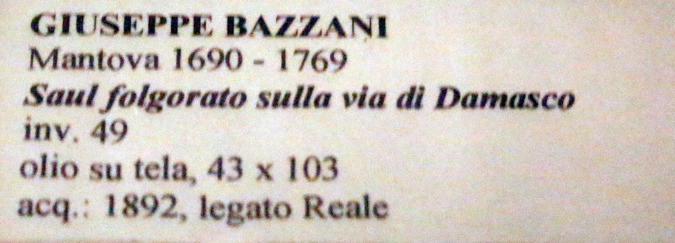 GIUSEPPE BAZZANI
Mantova 1690 - 1769
Saul folgorato sulla via di Damasco
inv. 49
olio su tela, 43 x 103
acq.: 1892, legato Reale